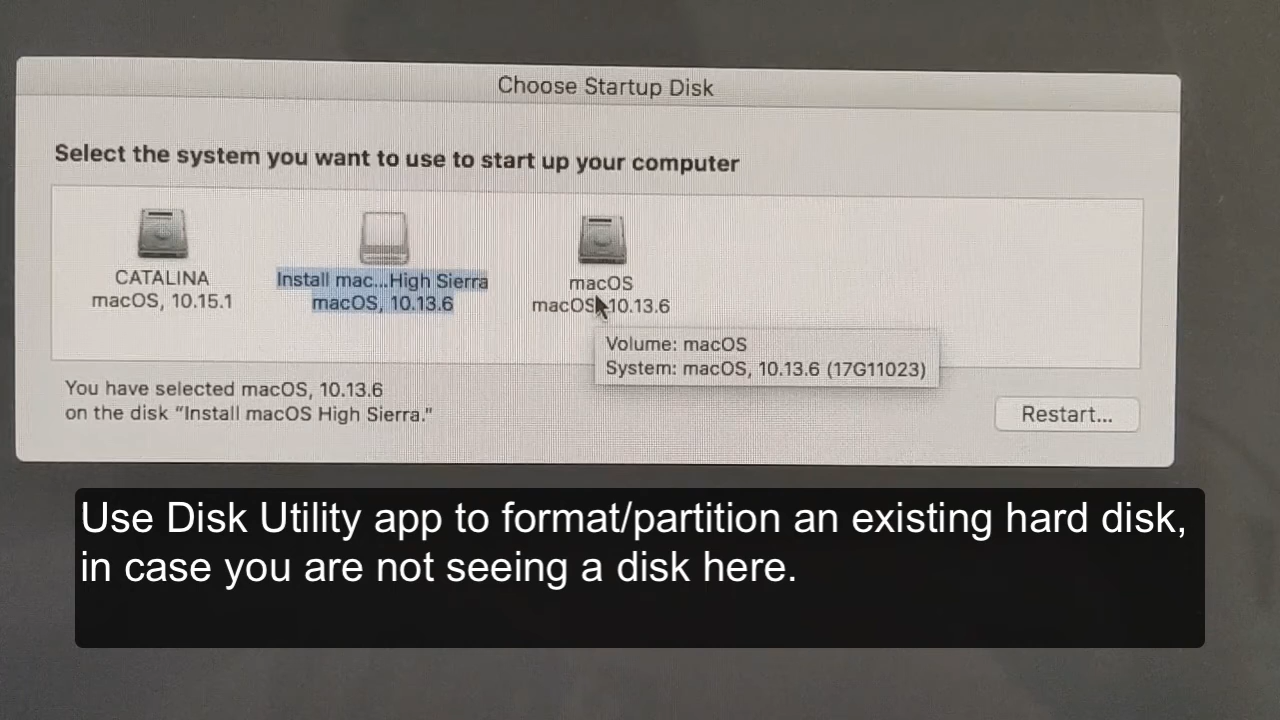 Choose Startup Disk
Select the system you want to use to start up your computer
CATALINA
macOS, 10.15.1
Install mac...High Sierra
macOS, 10.13.6
macOS
macOS, 10.13.6
Volume: macOS
System: macOS, 10.13.6 (17G11023)
You have selected macOS, 10.13.6
on the disk “Install macOS High Sierra.”
Restart...
Use Disk Utility app to format/partition an existing hard disk,
in case you are not seeing a disk here.